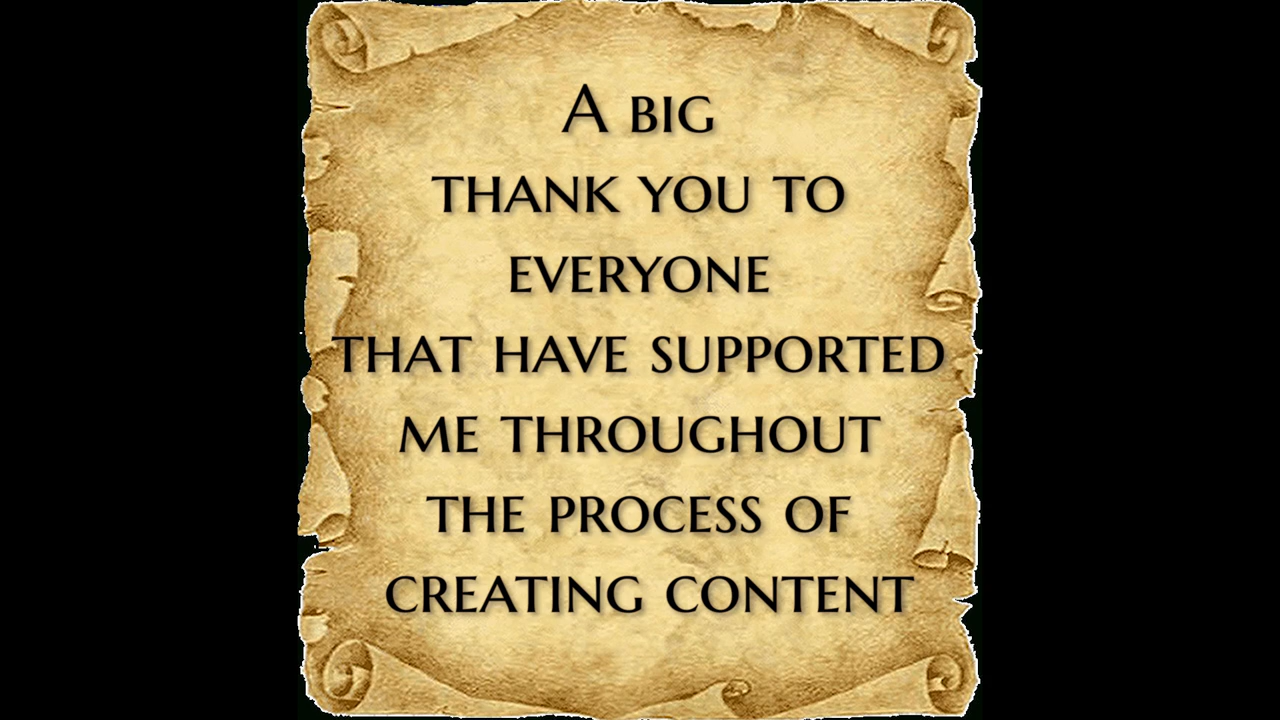 A BIG
THANK YOU TO
EVERYONE
THAT HAVE SUPPORTED
ME THROUGHOUT
THE PROCESS OF
CREATING CONTENT